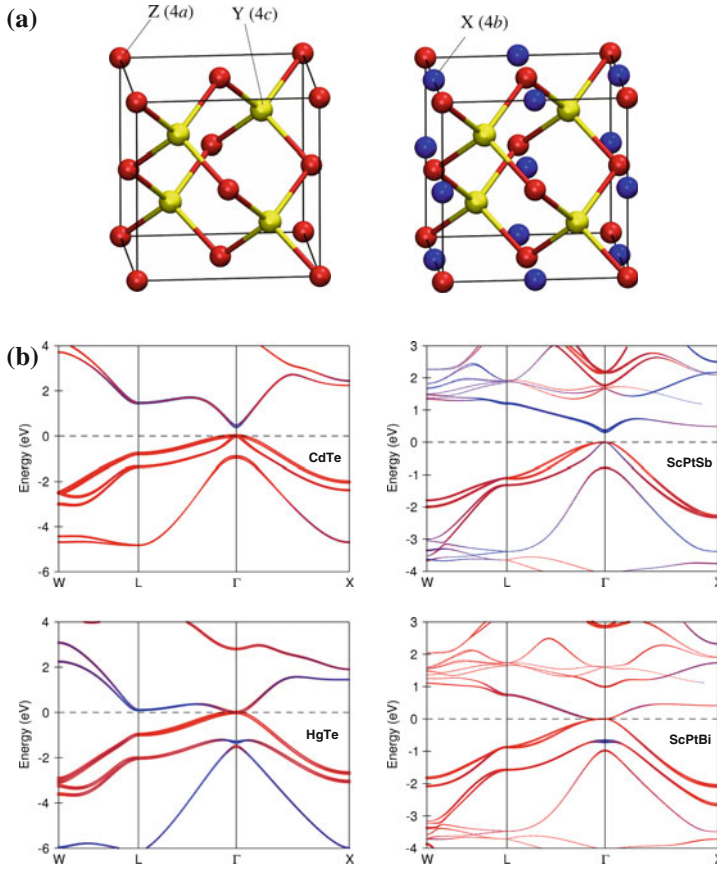 (a)
Z (4a)
Y (4c)
X (4b)
(b)
4
2
0
-2
-4
-6
Energy (eV)
CdTe
W
L
Γ
X
3
2
1
0
-1
-2
-3
-4
Energy (eV)
ScPtSb
W
L
Γ
X
4
2
0
-2
-4
-6
Energy (eV)
HgTe
W
L
Γ
X
3
2
1
0
-1
-2
-3
-4
Energy (eV)
ScPtBi
W
L
Γ
X